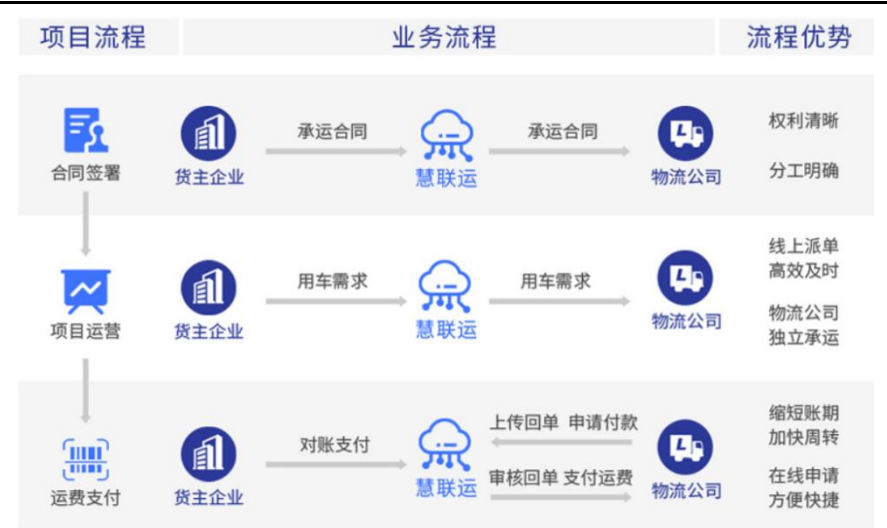 项目流程 业务流程 流程优势
承运合同 承运合同 权利清晰
合同签署 货主企业 慧联运 物流公司 分工明确
用车需求 用车需求 线上派单
高效及时
项目运营 货主企业 慧联运 物流公司 物流公司
独立承运
对账支付 上传回单 申请付款 缩短账期
加快周转
审核回单 支付运费 在线申请
运费支付 货主企业 慧联运 物流公司 方便快捷